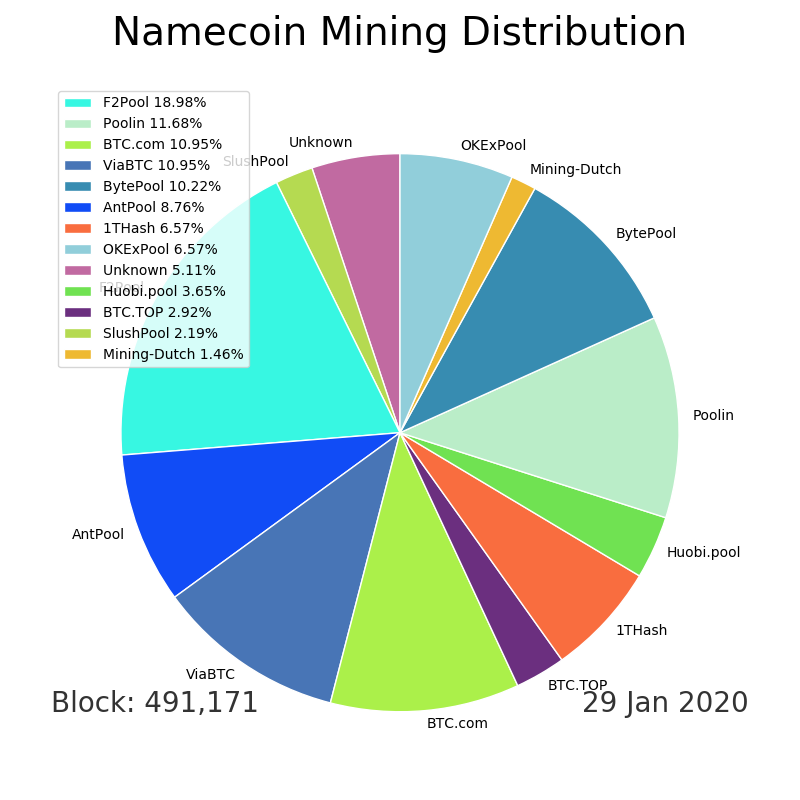 Namecoin Mining Distribution
F2Pool 18.98%
Poolin 11.68%
BTC.com 10.95%
ViaBTC 10.95%
BytePool 10.22%
AntPool 8.76%
1THash 6.57%
OKExPool 6.57%
Unknown 5.11%
Huobi.pool 3.65%
BTC.TOP 2.92%
SlushPool 2.19%
Mining-Dutch 1.46%
Unknown
OKExPool
SlushPool
Mining-Dutch
BytePool
F2Pool
Poolin
AntPool
Huobi.pool
1THash
ViaBTC
BTC.TOP
BTC.com
Block: 491,171
29 Jan 2020